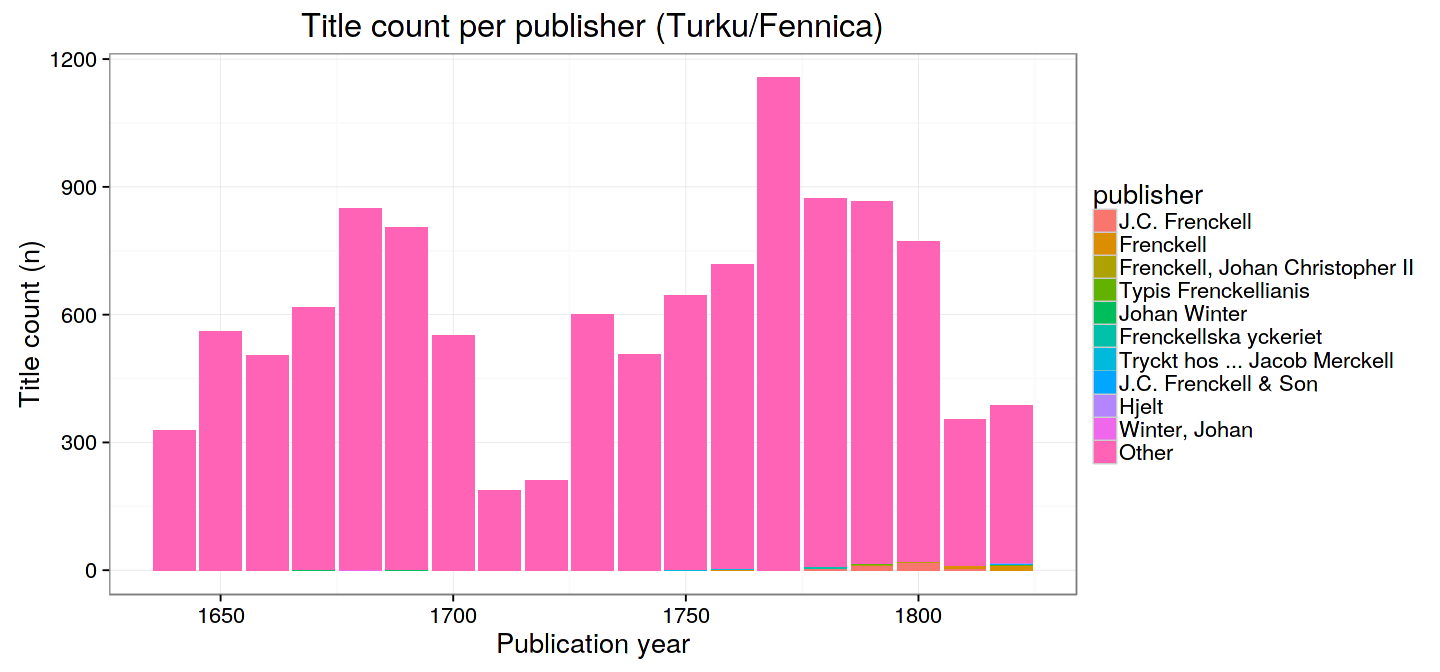 Title count per publisher (Turku/Fennica)
1200
900
600
300
0
Title count (n)
1650 1700 1750 1800
Publication year
publisher
J.C. Frenckell
Frenckell
Frenckell, Johan Christopher II
Typis Frenckellianis
Johan Winter
Frenckellska yckeriet
Tryckt hos ... Jacob Merckell
J.C. Frenckell & Son
Hjelt
Winter, Johan
Other